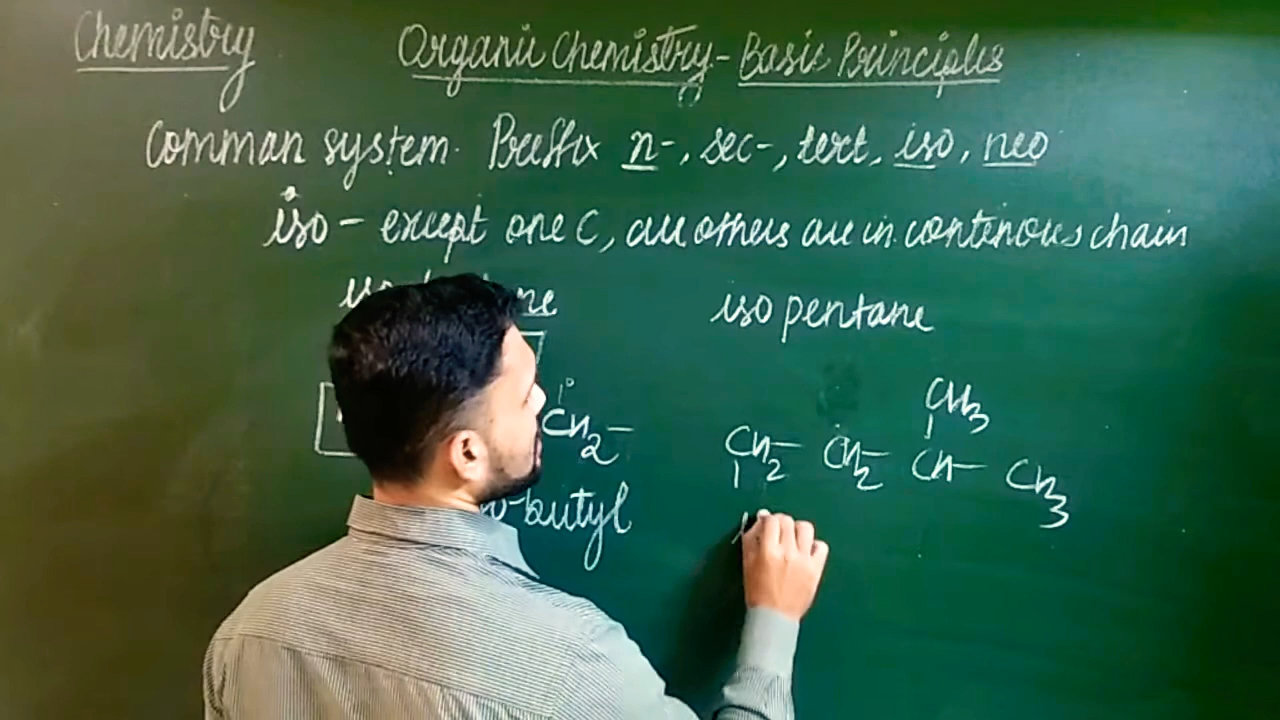 Chemistry
Organic Chemistry - Basic Principles
Comman system. Preffix n-, sec-, tert, iso, neo
iso - except one C, all others are in contenous chain
iso pentane
CH3
CH2 -
CH2 - CH2 - CH - CH3
butyl